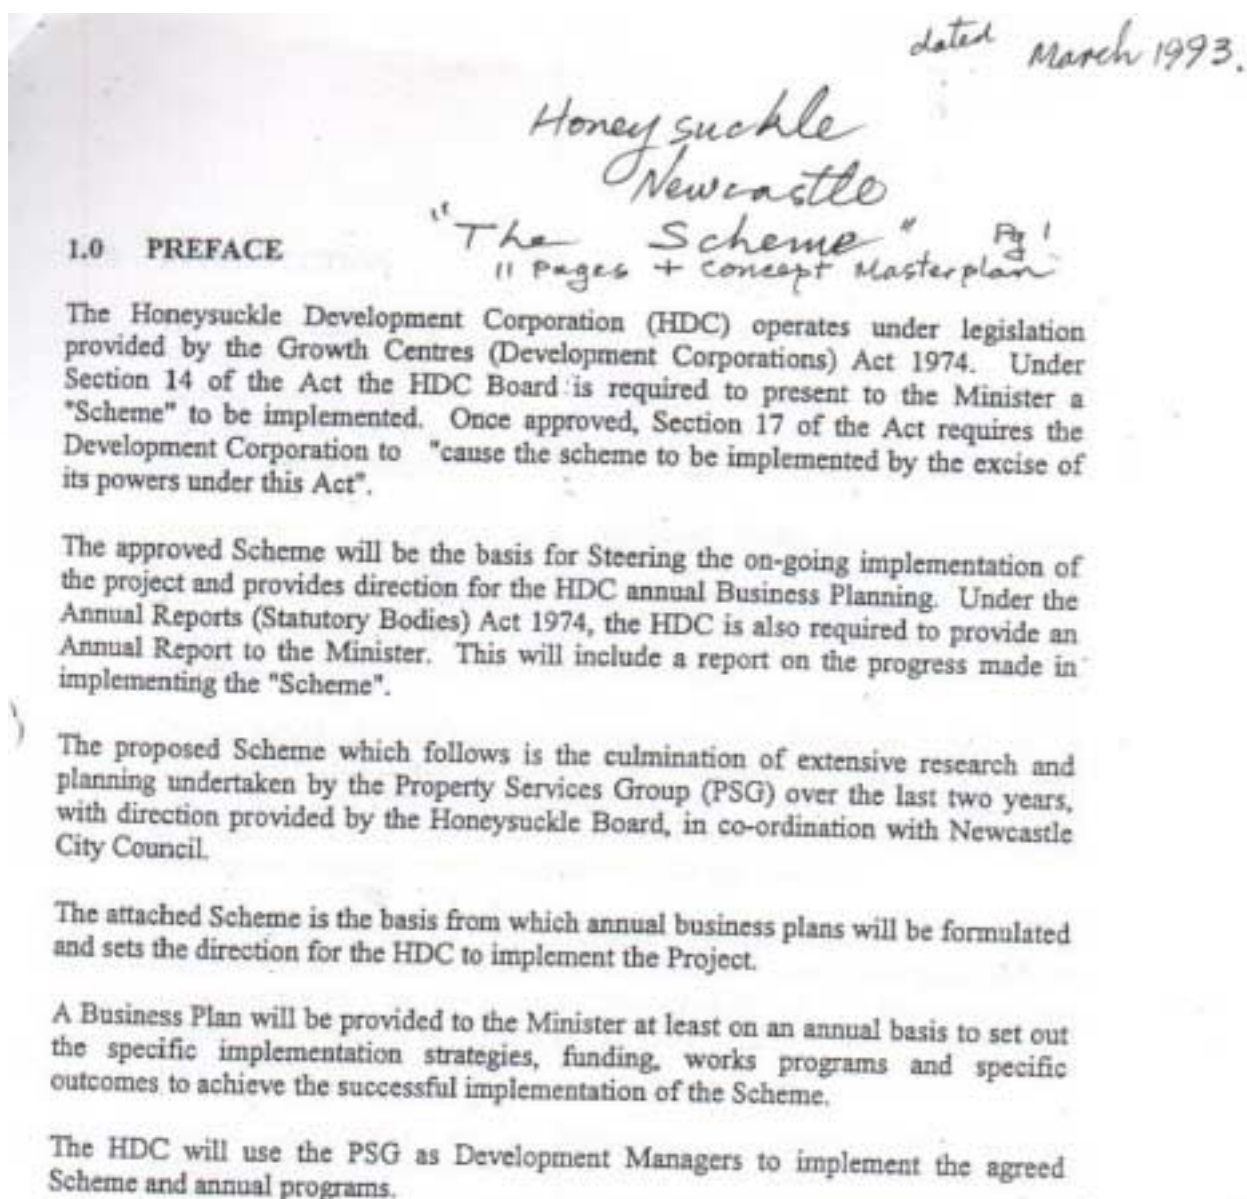 dated March 1993.
Honeysuckle
Newcastle
"The Scheme" Pg 1
11 Pages + Concept Masterplan
1.0 PREFACE
The Honeysuckle Development Corporation (HDC) operates under legislation
provided by the Growth Centres (Development Corporations) Act 1974. Under
Section 14 of the Act the HDC Board is required to present to the Minister a
"Scheme" to be implemented. Once approved, Section 17 of the Act requires the
Development Corporation to "cause the scheme to be implemented by the excise of
its powers under this Act".
The approved Scheme will be the basis for Steering the on-going implementation of
the project and provides direction for the HDC annual Business Planning. Under the
Annual Reports (Statutory Bodies) Act 1974, the HDC is also required to provide an
Annual Report to the Minister. This will include a report on the progress made in
implementing the "Scheme".
The proposed Scheme which follows is the culmination of extensive research and
planning undertaken by the Property Services Group (PSG) over the last two years,
with direction provided by the Honeysuckle Board, in co-ordination with Newcastle
City Council.
The attached Scheme is the basis from which annual business plans will be formulated
and sets the direction for the HDC to implement the Project.
A Business Plan will be provided to the Minister at least on an annual basis to set out
the specific implementation strategies, funding, works programs and specific
outcomes to achieve the successful implementation of the Scheme.
The HDC will use the PSG as Development Managers to implement the agreed
Scheme and annual programs.